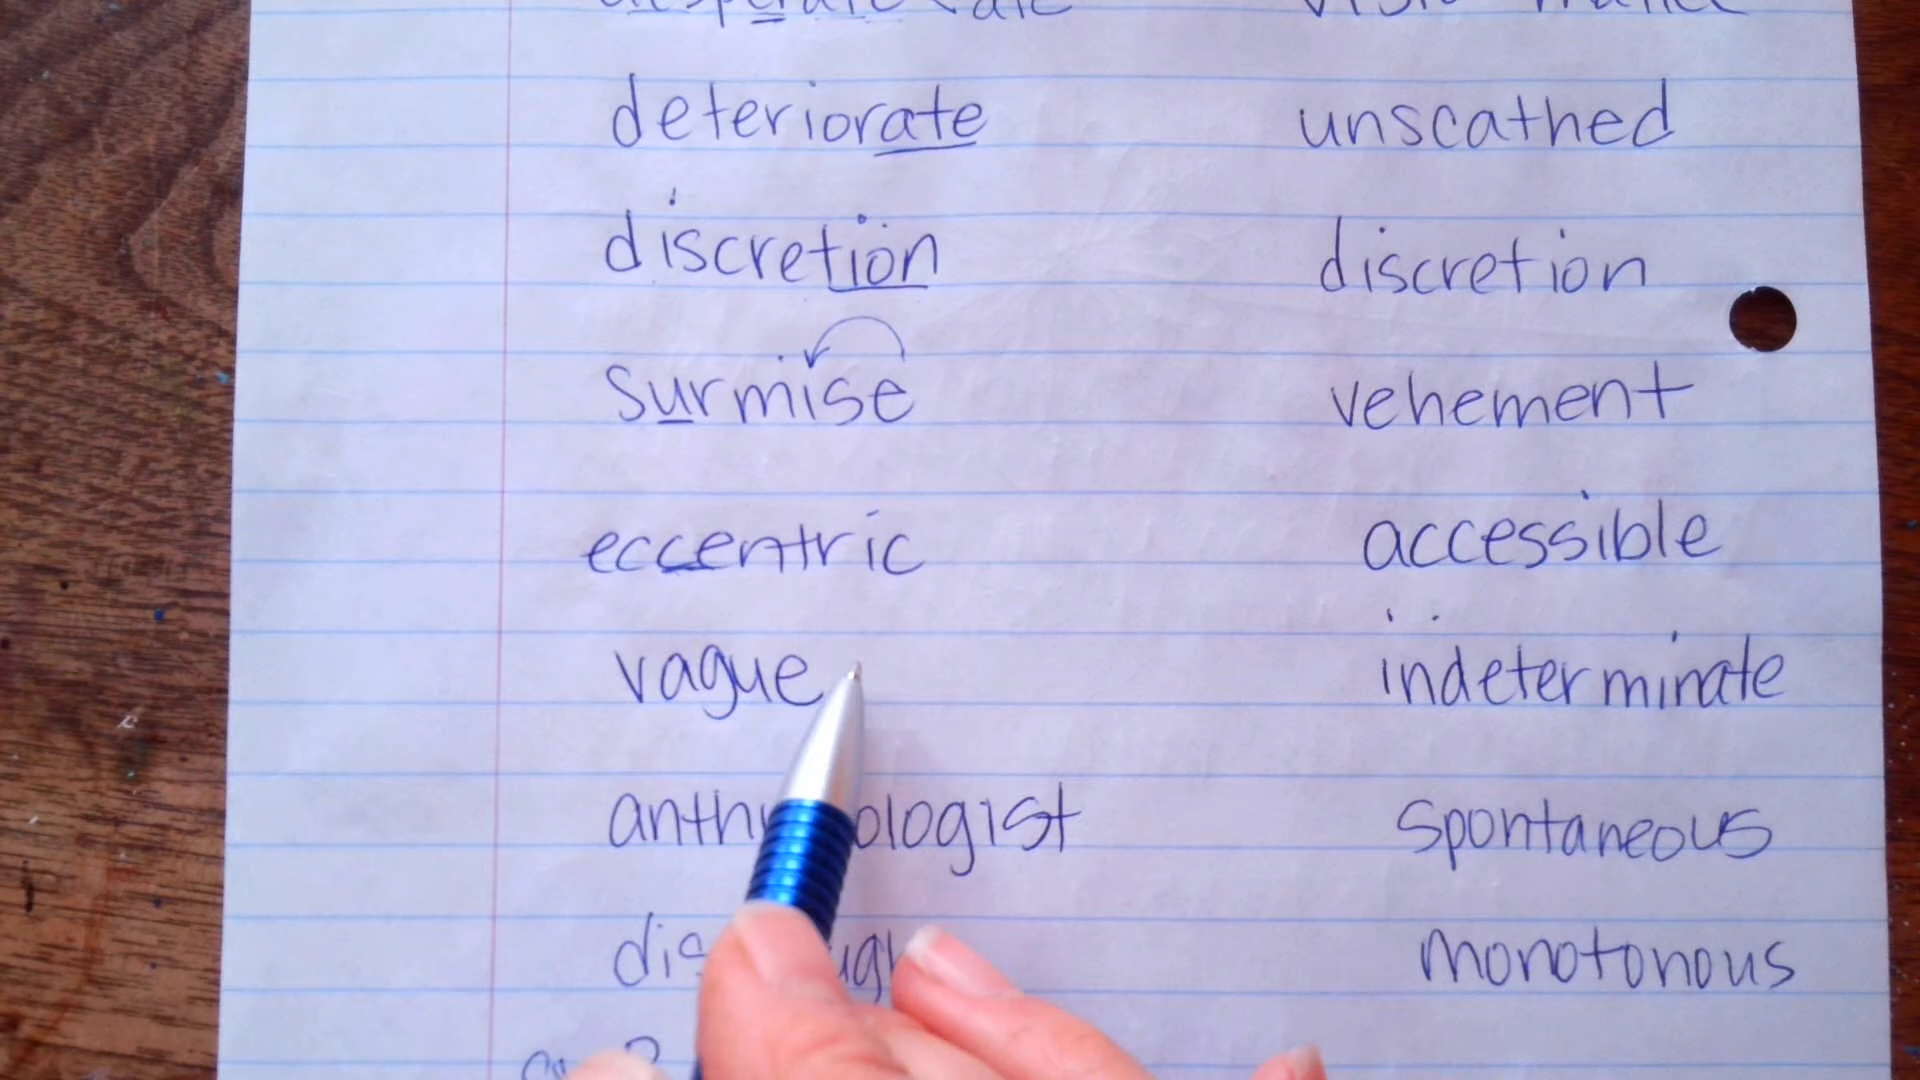 deteriorate unscathed
discretion discretion
surmise vehement
eccentric accessible
vague indeterminate
spontaneous
monotonous